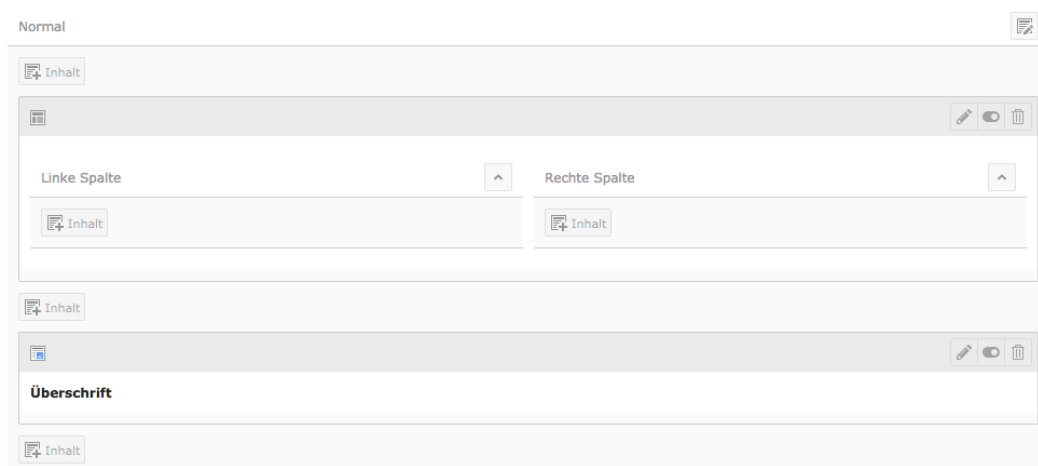 Normal
Inhalt
Linke Spalte Rechte Spalte
Inhalt Inhalt
Inhalt
Überschrift
Inhalt